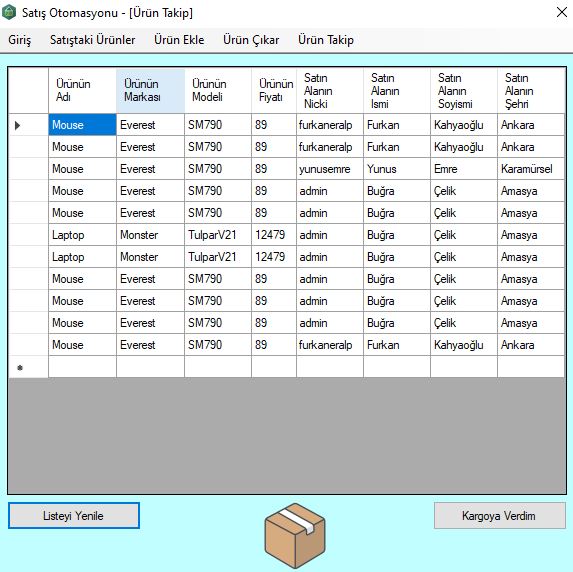 Satış Otomasyonu - [Ürün Takip]
Giriş Satıştaki Ürünler Ürün Ekle Ürün Çıkar Ürün Takip
Ürünün Adı Ürünün Markası Ürünün Modeli Ürünün Fiyatı Satın Alanın Nicki Satın Alanın Ismi Satın Alanın Soyismi Satın Alanın Şehri
Mouse Everest SM790 89 furkaneralp Furkan Kahyaoğlu Ankara
Mouse Everest SM790 89 furkaneralp Furkan Kahyaoğlu Ankara
Mouse Everest SM790 89 yunusemre Yunus Emre Karamürsel
Mouse Everest SM790 89 admin Buğra Çelik Amasya
Mouse Everest SM790 89 admin Buğra Çelik Amasya
Laptop Monster TulparV21 12479 admin Buğra Çelik Amasya
Laptop Monster TulparV21 12479 admin Buğra Çelik Amasya
Mouse Everest SM790 89 admin Buğra Çelik Amasya
Mouse Everest SM790 89 admin Buğra Çelik Amasya
Mouse Everest SM790 89 admin Buğra Çelik Amasya
Mouse Everest SM790 89 furkaneralp Furkan Kahyaoğlu Ankara
Listeyi Yenile
Kargoya Verdim